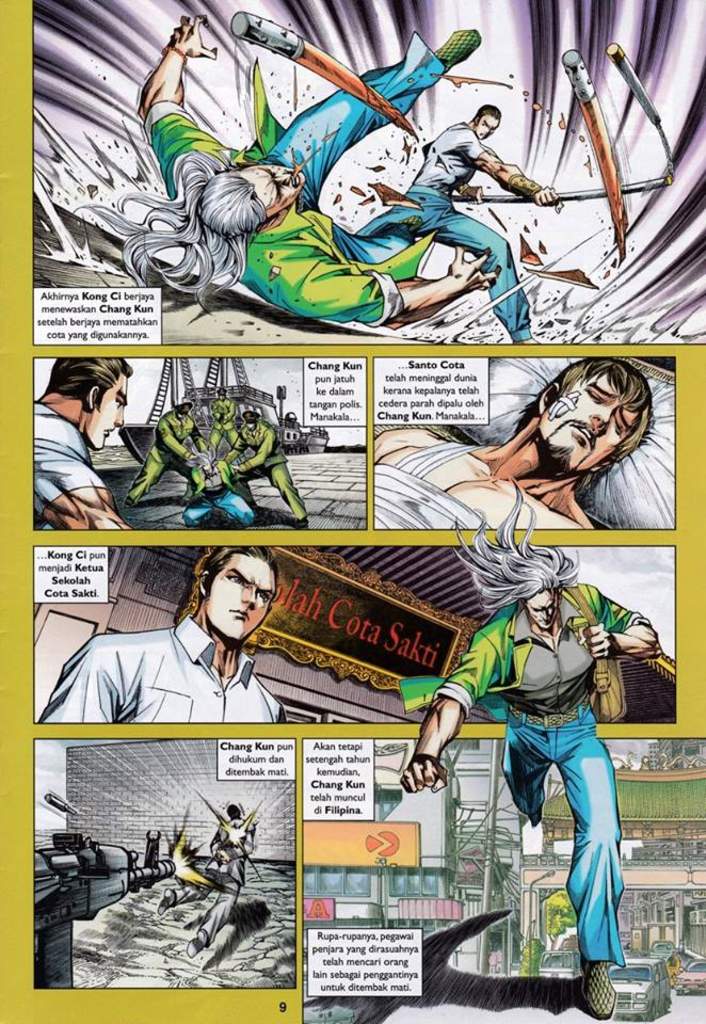 Akhirnya Kong Ci berjaya
menewaskan Chang Kun
setelah berjaya mematahkan
cota yang digunakannya.
Chang Kun
pun jatuh
ke dalam
tangan polis.
Manakala...
...Santo Cota
telah meninggal dunia
kerana kepalanya telah
cedera parah dipalu oleh
Chang Kun. Manakala...
...Kong Ci pun
menjadi Ketua
Sekolah
Cota Sakti.
lah Cota Sakti
Chang Kun pun
dihukum dan
ditembak mati.
Akan tetapi
setengah tahun
kemudian,
Chang Kun
telah muncul
di Filipina.
A
Rupa-rupanya, pegawai
penjara yang dirasuahnya
telah mencari orang
lain sebagai penggantinya
untuk ditembak mati.
9